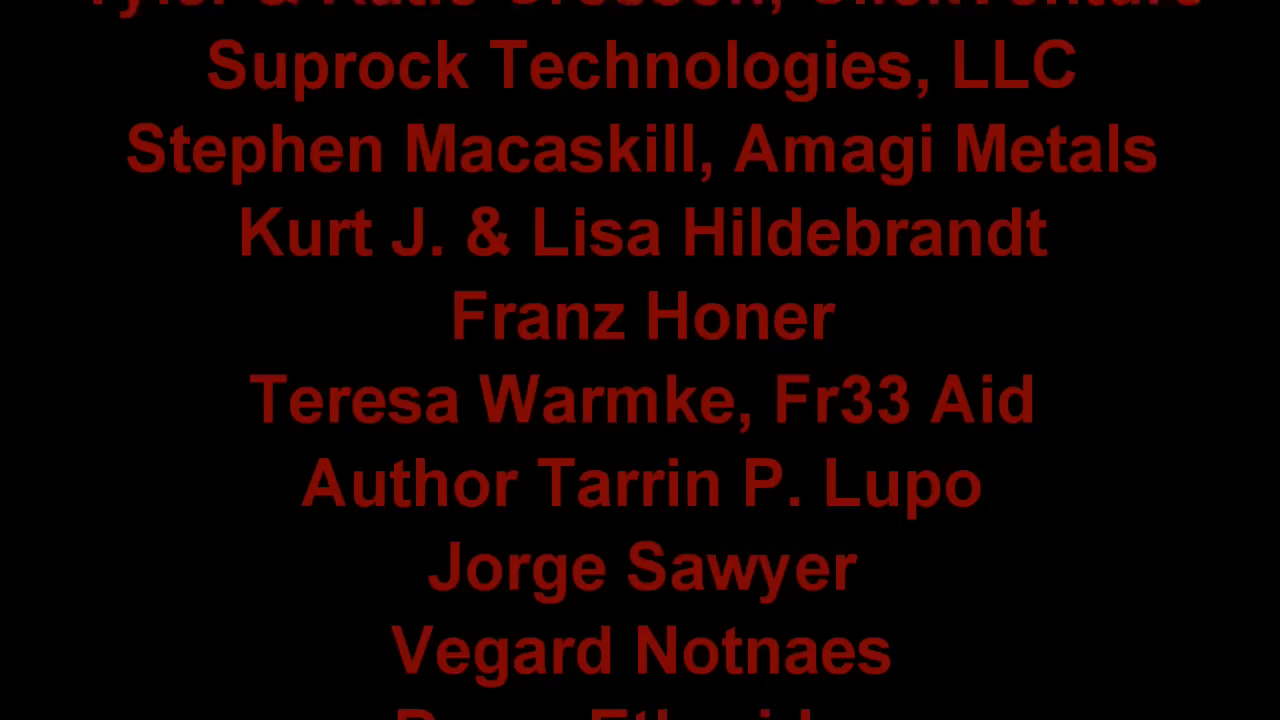 Suprock Technologies, LLC
Stephen Macaskill, Amagi Metals
Kurt J. & Lisa Hildebrandt
Franz Honer
Teresa Warmke, Fr33 Aid
Author Tarrin P. Lupo
Jorge Sawyer
Vegard Notnaes